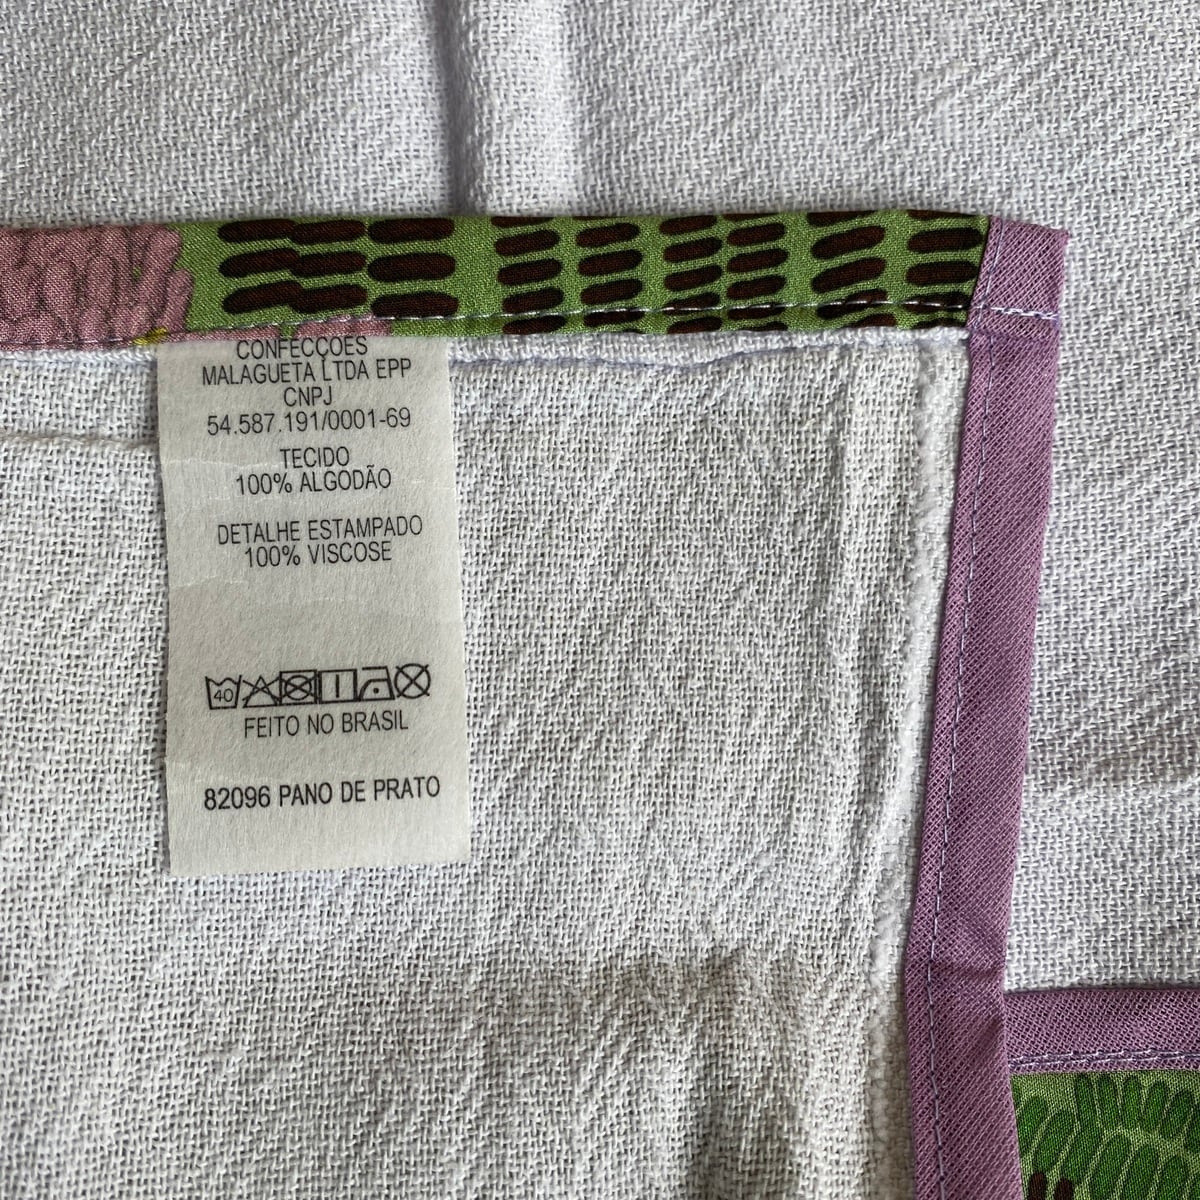 CONFECÇÕES
MALAGUETA LTDA EPP
CNPJ
54.587.191/0001-69
TECIDO
100% ALGODÃO
DETALHE ESTAMPADO
100% VISCOSE
40
FEITO NO BRASIL
82096 PANO DE PRATO